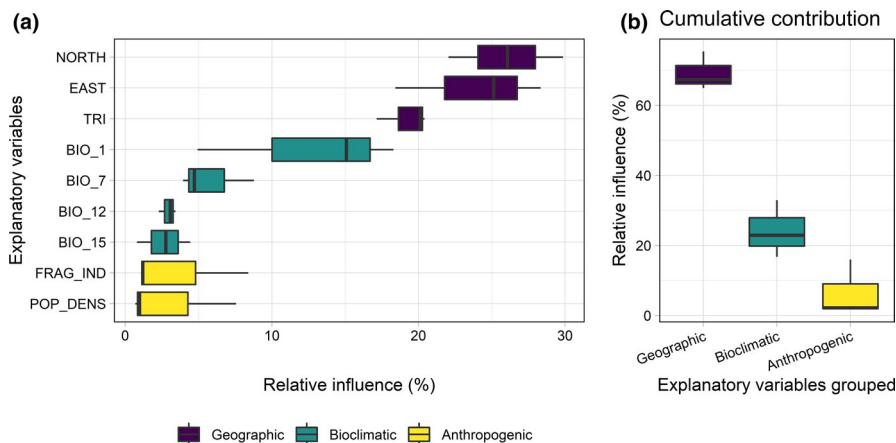 (a)
Explanatory variables
NORTH
EAST
TRI
BIO_1
BIO_7
BIO_12
BIO_15
FRAG_IND
POP_DENS
0 10 20 30
Relative influence (%)
(b) Cumulative contribution
Relative influence (%)
60
40
20
0
Geographic Bioclimatic Anthropogenic
Explanatory variables grouped
Geographic Bioclimatic Anthropogenic